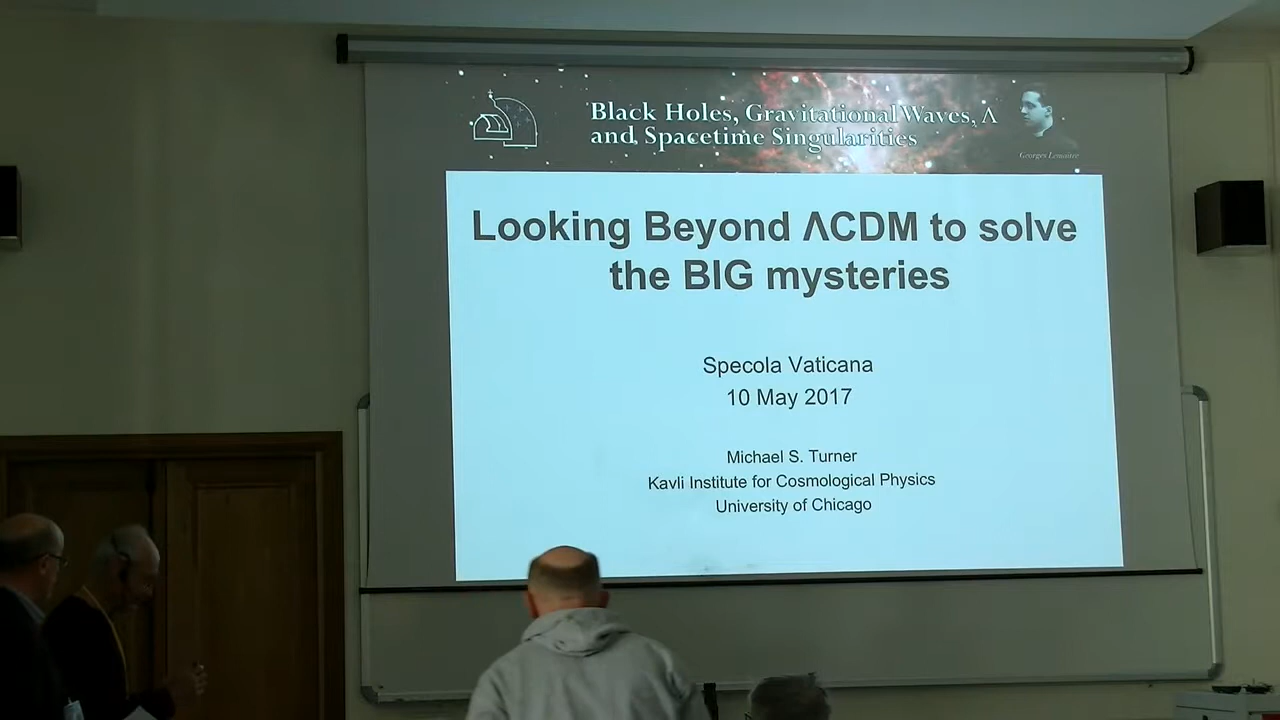 Black Holes, Gravitational Waves, Λ
and Spacetime Singularities
Georges Lemaitre
Looking Beyond ΛCDM to solve
the BIG mysteries
Specola Vaticana
10 May 2017
Michael S. Turner
Kavli Institute for Cosmological Physics
University of Chicago